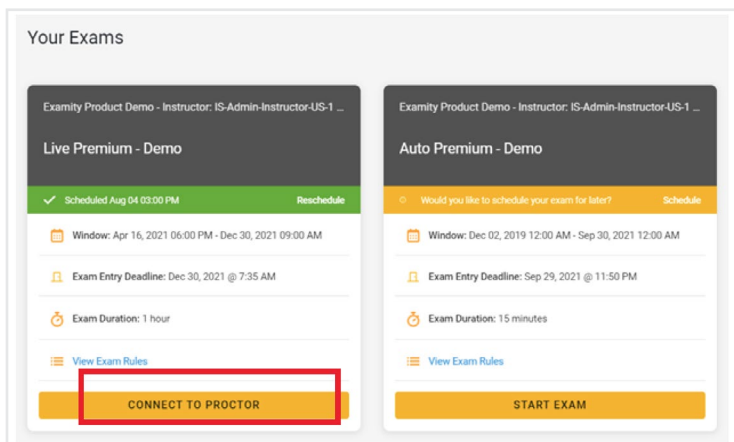 Your Exams
Examity Product Demo - Instructor: IS-Admin-Instructor-US-1 ...
Live Premium - Demo
Scheduled Aug 04 03:00 PM Reschedule
Window: Apr 16, 2021 06:00 PM - Dec 30, 2021 09:00 AM
Exam Entry Deadline: Dec 30, 2021 @ 7:35 AM
Exam Duration: 1 hour
View Exam Rules
CONNECT TO PROCTOR
Examity Product Demo - Instructor: IS-Admin-Instructor-US-1 ...
Auto Premium - Demo
Would you like to schedule your exam for later? Schedule
Window: Dec 02, 2019 12:00 AM - Sep 30, 2021 12:00 AM
Exam Entry Deadline: Sep 29, 2021 @ 11:50 PM
Exam Duration: 15 minutes
View Exam Rules
START EXAM